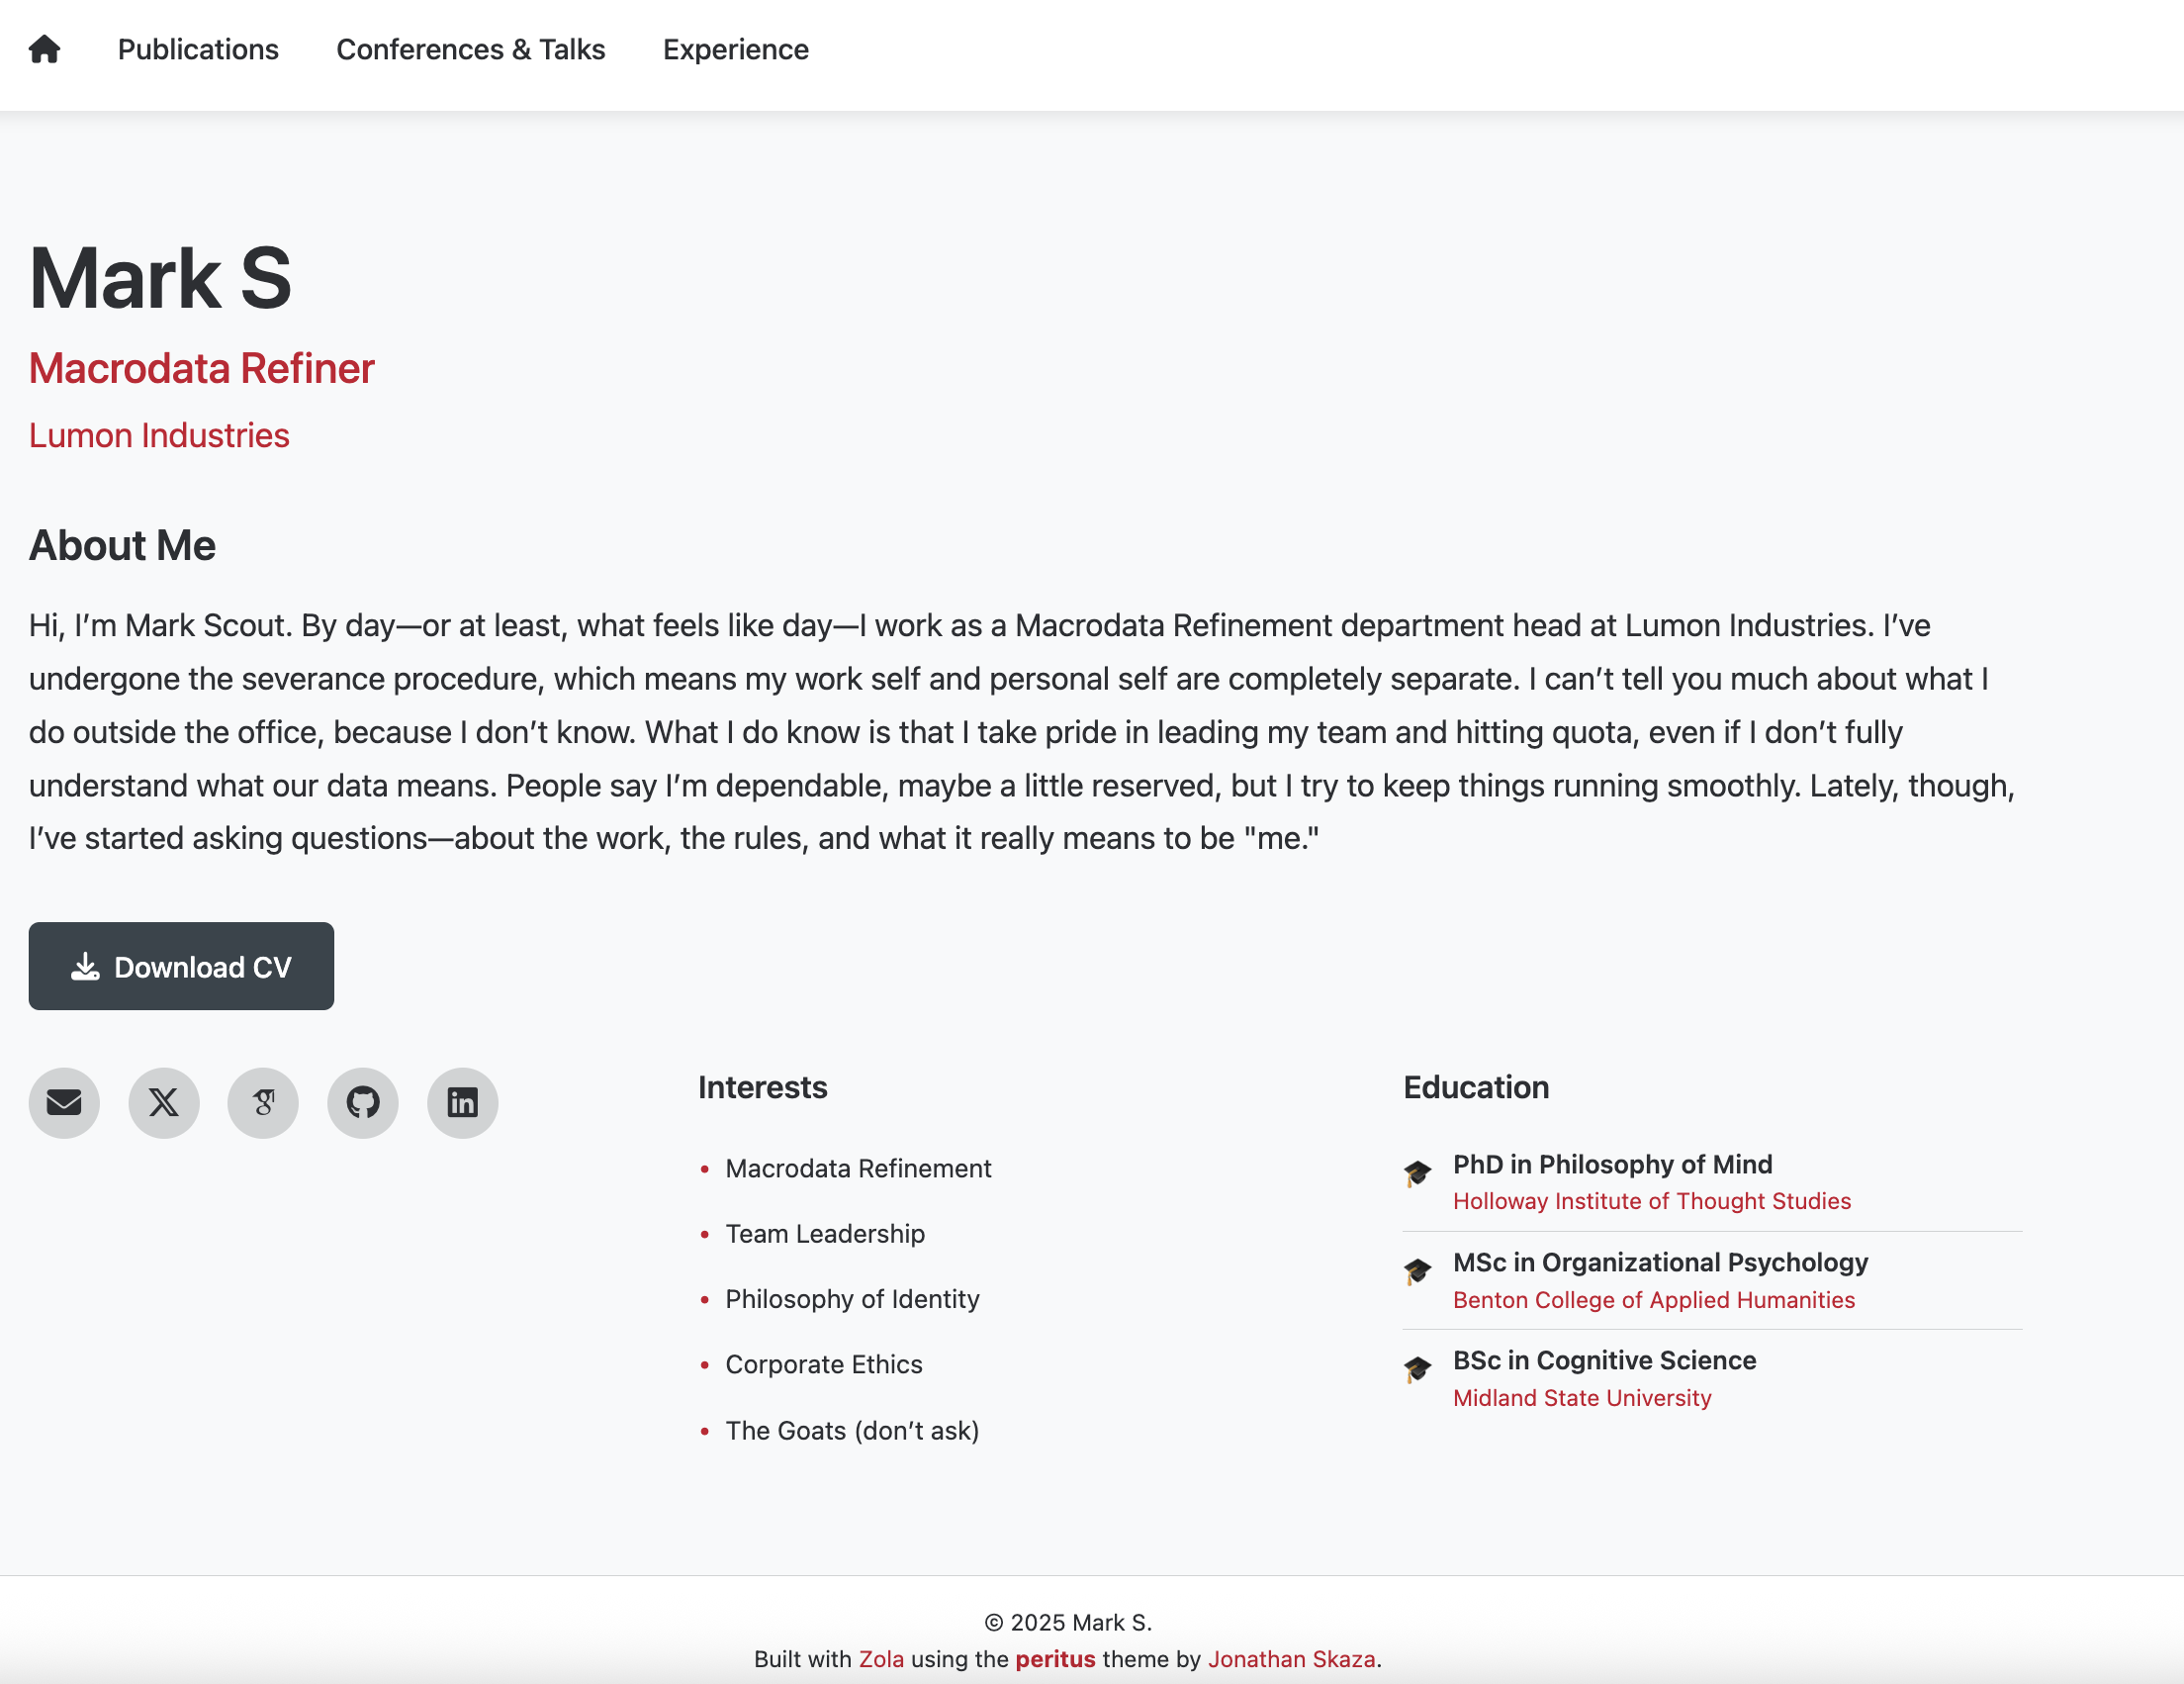 Publications
Conferences & Talks
Experience
Mark S
Macrodata Refiner
Lumon Industries
About Me
Hi, I’m Mark Scout. By day—or at least, what feels like day—I work as a Macrodata Refinement department head at Lumon Industries. I’ve
undergone the severance procedure, which means my work self and personal self are completely separate. I can’t tell you much about what I
do outside the office, because I don’t know. What I do know is that I take pride in leading my team and hitting quota, even if I don’t fully
understand what our data means. People say I’m dependable, maybe a little reserved, but I try to keep things running smoothly. Lately, though,
I’ve started asking questions—about the work, the rules, and what it really means to be "me."
Download CV
Interests
Macrodata Refinement
Team Leadership
Philosophy of Identity
Corporate Ethics
The Goats (don’t ask)
Education
PhD in Philosophy of Mind
Holloway Institute of Thought Studies
MSc in Organizational Psychology
Benton College of Applied Humanities
BSc in Cognitive Science
Midland State University
© 2025 Mark S.
Built with Zola using the peritus theme by Jonathan Skaza.